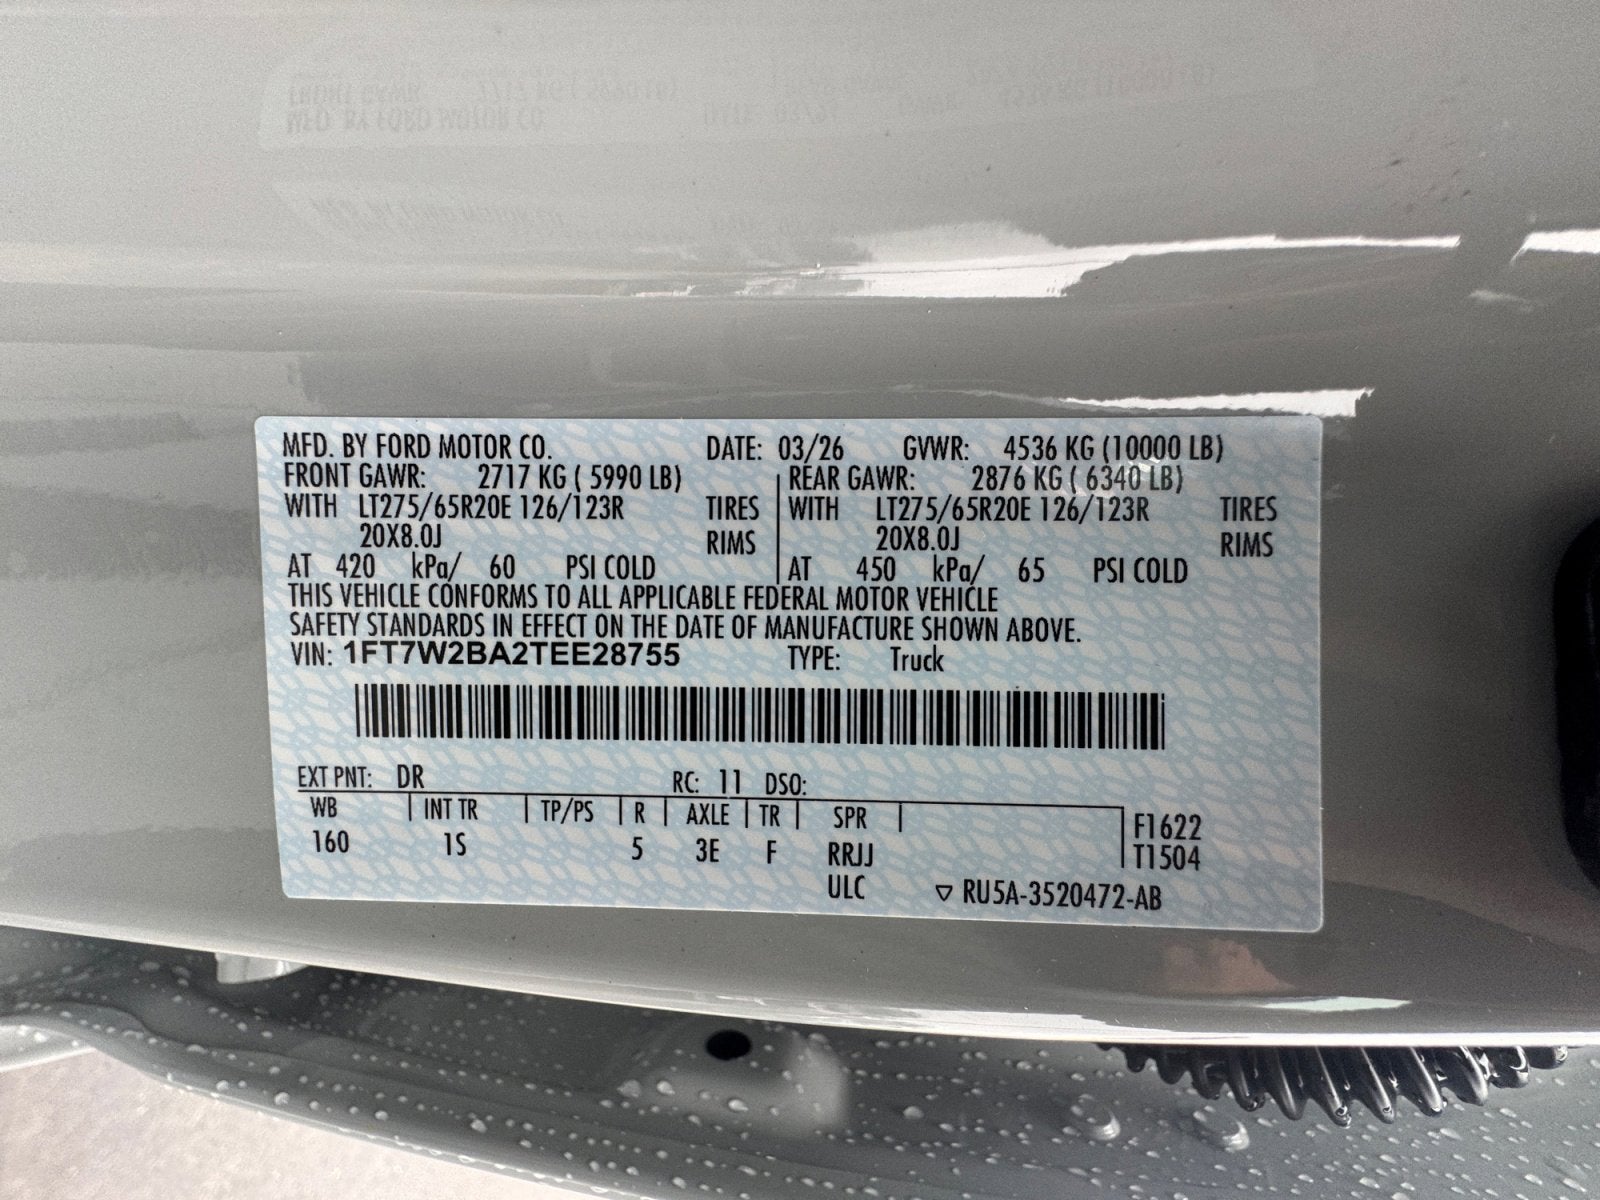 MFD. BY FORD MOTOR CO. DATE: 03/26 GVWR: 4536 KG (10000 LB)
FRONT GAWR: 2717 KG ( 5990 LB) REAR GAWR: 2876 KG ( 6340 LB)
WITH LT275/65R20E 126/123R TIRES WITH LT275/65R20E 126/123R TIRES
20X8.0J RIMS 20X8.0J RIMS
AT 420 kPa/ 60 PSI COLD AT 450 kPa/ 65 PSI COLD
THIS VEHICLE CONFORMS TO ALL APPLICABLE FEDERAL MOTOR VEHICLE
SAFETY STANDARDS IN EFFECT ON THE DATE OF MANUFACTURE SHOWN ABOVE.
VIN: 1FT7W2BA2TEE28755 TYPE: Truck
EXT PNT: DR RC: 11 DSO:
WB INT TR TP/PS R AXLE TR SPR F1622
160 1S 5 3E F RRJJ T1504
ULC ▽ RU5A-3520472-AB